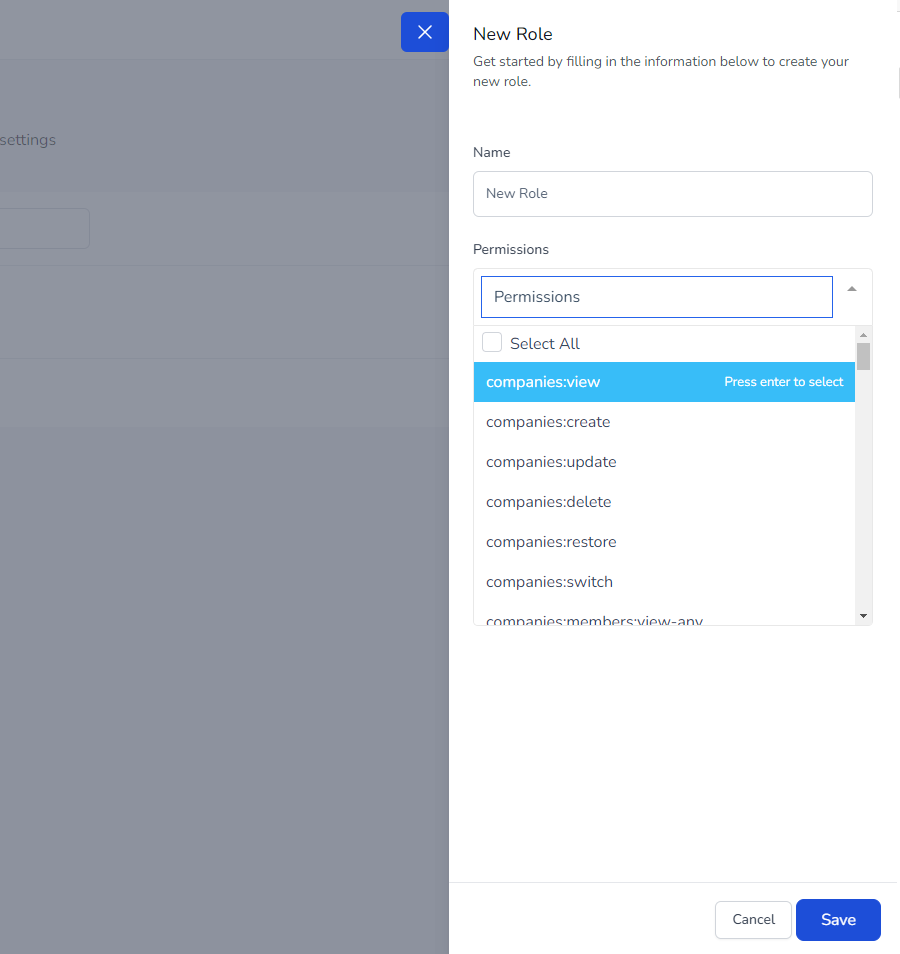 New Role
Get started by filling in the information below to create your
new role.
settings
Name
New Role
Permissions
Permissions
Select All
companies:view Press enter to select
companies:create
companies:update
companies:delete
companies:restore
companies:switch
companies:members:view-any
Cancel Save